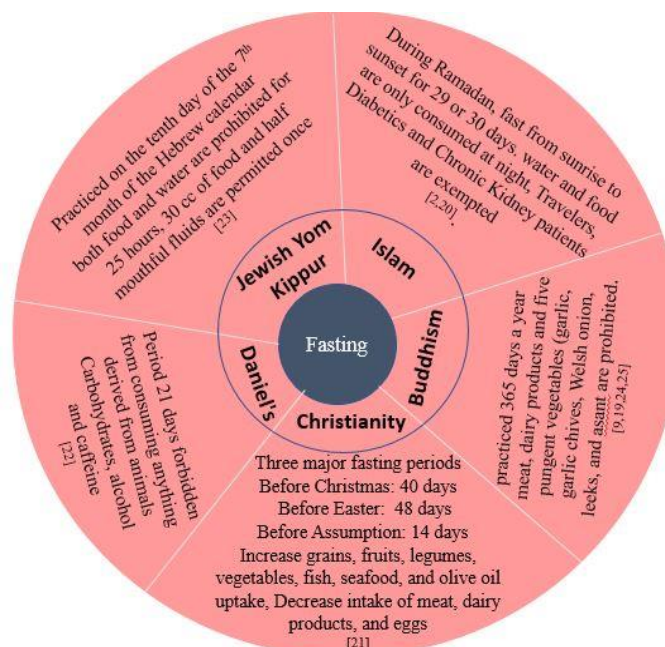 Fasting
Jewish Yom
Kippur
Practiced on the tenth day of the 7th
month of the Hebrew calendar
both food and water are prohibited for
25 hours, 30 cc of food and half
mouthful fluids are permitted once
[23]
Islam
During Ramadan, fast from sunrise to
sunset for 29 or 30 days. water and food
are only consumed at night, Travelers,
Diabetics and Chronic Kidney patients
are exempted
[2,20].
Buddhism
practiced 365 days a year
meat, dairy products and five
pungent vegetables (garlic,
garlic chives, Welsh onion,
leeks, and asant are prohibited.
[9,19,24,25]
Christianity
Three major fasting periods
Before Christmas: 40 days
Before Easter: 48 days
Before Assumption: 14 days
Increase grains, fruits, legumes,
vegetables, fish, seafood, and olive oil
uptake, Decrease intake of meat, dairy
products, and eggs
[21]
Daniel's
Period 21 days forbidden
from consuming anything
derived from aminals
Carbohydrates, alcohol
and caffeine
[22]